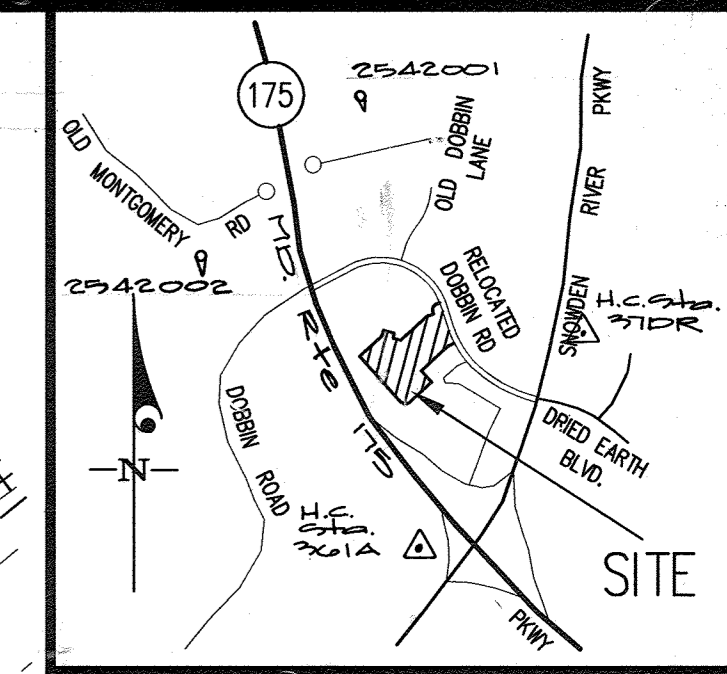 175
2542001
OLD MONTGOMERY RD
OLD DOBBIN LANE
PKWY
RIVER
SNOWDEN
MD. Rte 175
2542002
RELOCATED DOBBIN RD
H.C. Sta.
37DR
DOBBIN ROAD
N
DRIED EARTH BLVD.
H.C.
Sta.
361A
SITE
PKWY